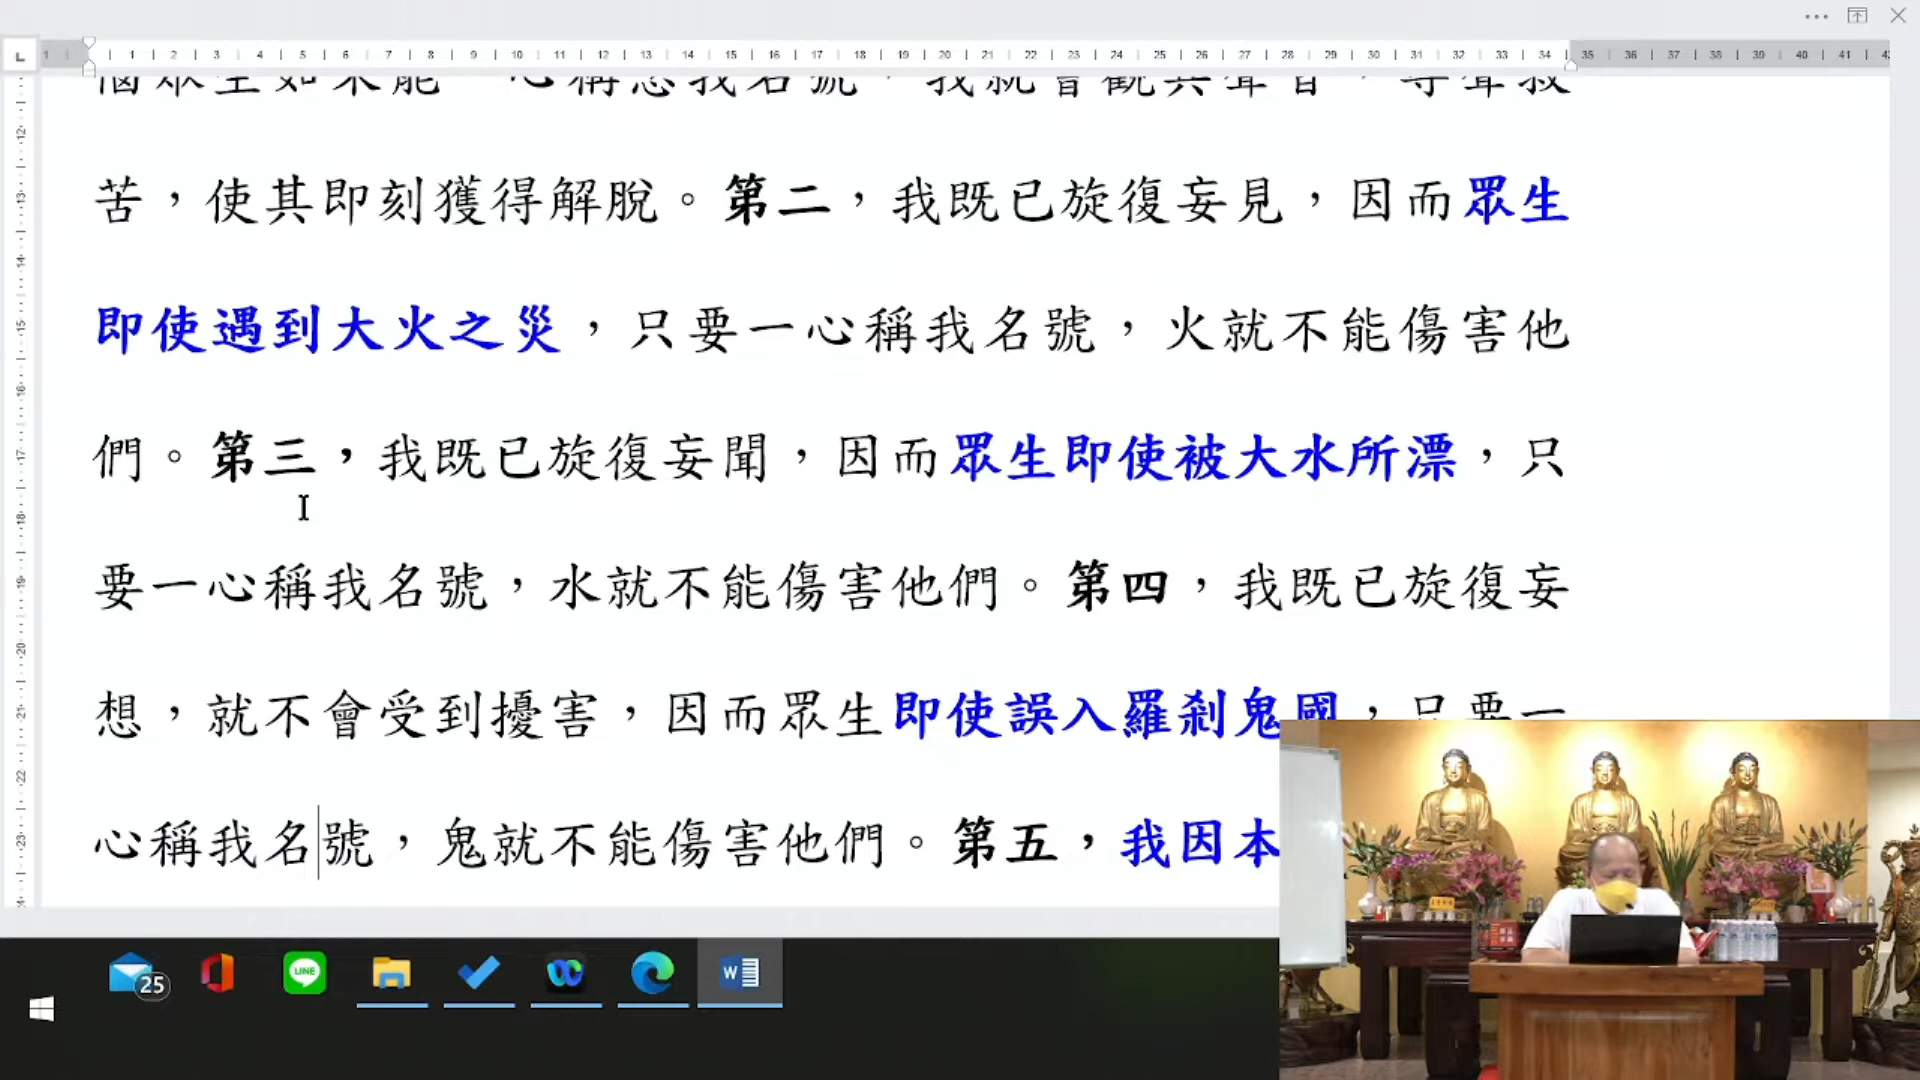 苦，使其即刻獲得解脫。第二，我既已旋復妄見，因而眾生
即使遇到大火之災，只要一心稱我名號，火就不能傷害他
們。第三，我既已旋復妄聞，因而眾生即使被大水所漂，只
要一心稱我名號，水就不能傷害他們。第四，我既已旋復妄
想，就不會受到擾害，因而眾生即使誤入羅剎鬼國，只要一
心稱我名號，鬼就不能傷害他們。第五，我因本
25
LINE
W